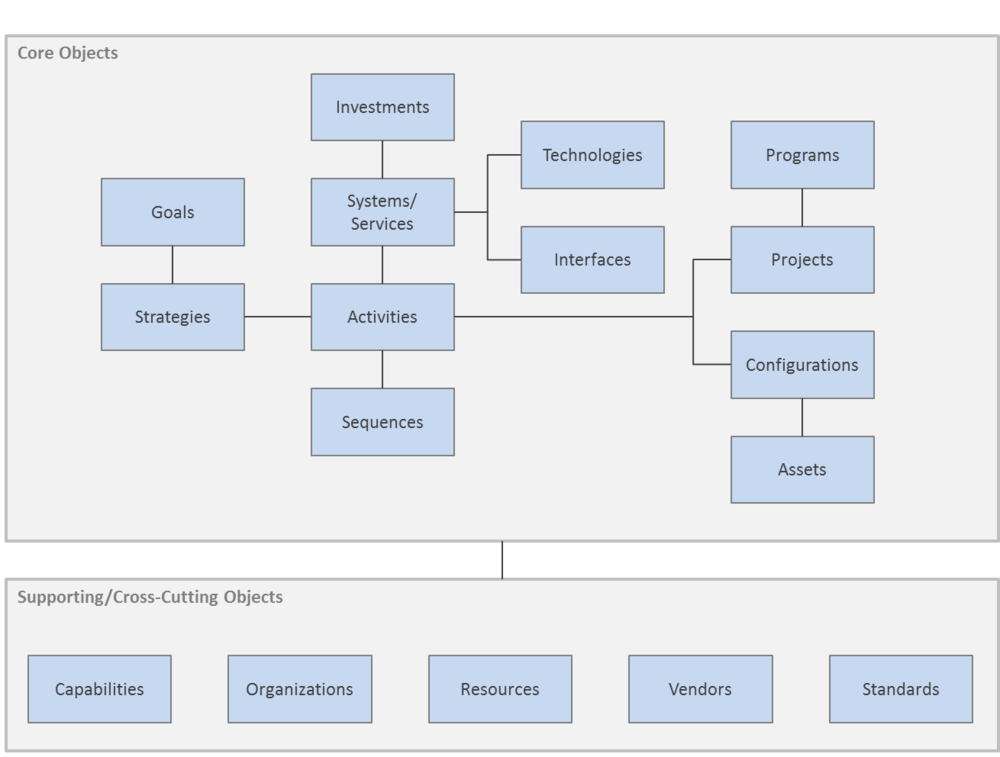 Core Objects
Investments
Technologies
Programs
Goals
Systems/
Services
Interfaces
Projects
Strategies
Activities
Configurations
Sequences
Assets
Supporting/Cross-Cutting Objects
Capabilities
Organizations
Resources
Vendors
Standards